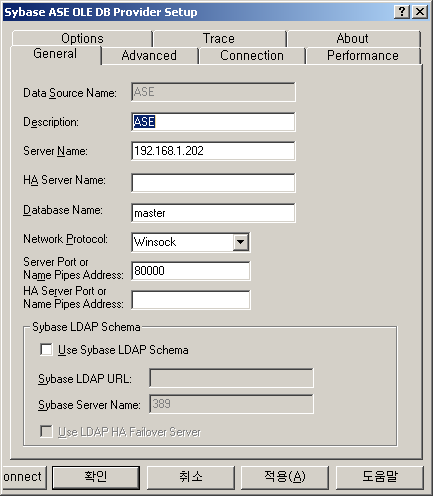 Sybase ASE OLE DB Provider Setup
Options Trace About
General Advanced Connection Performance
Data Source Name: ASE
Description: ASE
Server Name: 192.168.1.202
HA Server Name:
Database Name: master
Network Protocol: Winsock
Server Port or
Name Pipes Address: 80000
HA Server Port or
Name Pipes Address:
Sybase LDAP Schema
Use Sybase LDAP Schema
Sybase LDAP URL:
Sybase Server Name: 389
Use LDAP HA Failover Server
onnect 확인 취소 적용(A) 도움말